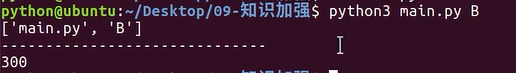 python@ubuntu:~/Desktop/09-知识加强$ python3 main.py B
['main.py', 'B']
------------------------------
300